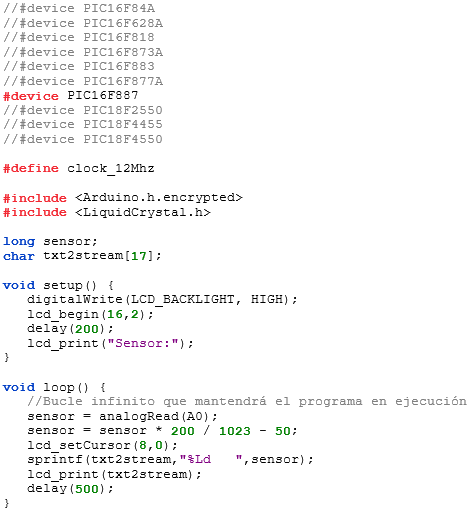 //#device PIC16F84A
//#device PIC16F628A
//#device PIC16F818
//#device PIC16F873A
//#device PIC16F883
//#device PIC16F877A
#device PIC16F887
//#device PIC18F2550
//#device PIC18F4455
//#device PIC18F4550
#define clock_12Mhz
#include <Arduino.h.encrypted>
#include <LiquidCrystal.h>
long sensor;
char txt2stream[17];
void setup() {
   digitalWrite(LCD_BACKLIGHT, HIGH);
   lcd_begin(16,2);
   delay(200);
   lcd_print("Sensor:");
}
void loop() {
   //Bucle infinito que mantendrá el programa en ejecución
   sensor = analogRead(A0);
   sensor = sensor * 200 / 1023 - 50;
   lcd_setCursor(8,0);
   sprintf(txt2stream,"%Ld   ",sensor);
   lcd_print(txt2stream);
   delay(500);
}